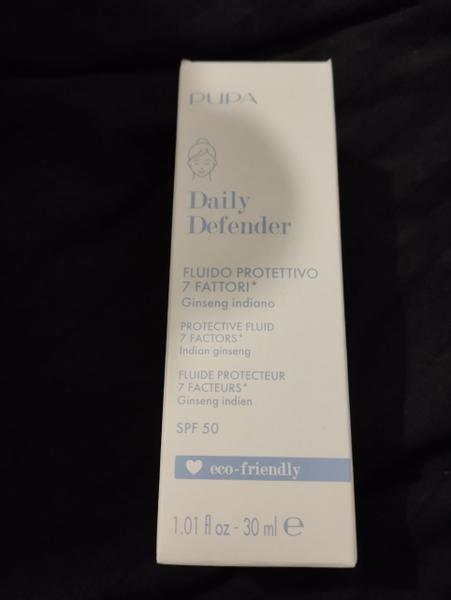 PUPA
Daily
Defender
FLUIDO PROTETTIVO
7 FATTORI*
Ginseng indiano
PROTECTIVE FLUID
7 FACTORS*
Indian ginseng
FLUIDE PROTECTEUR
7 FACTEURS*
Ginseng indien
SPF 50
eco-friendly
1.01 fl oz - 30 ml ℮